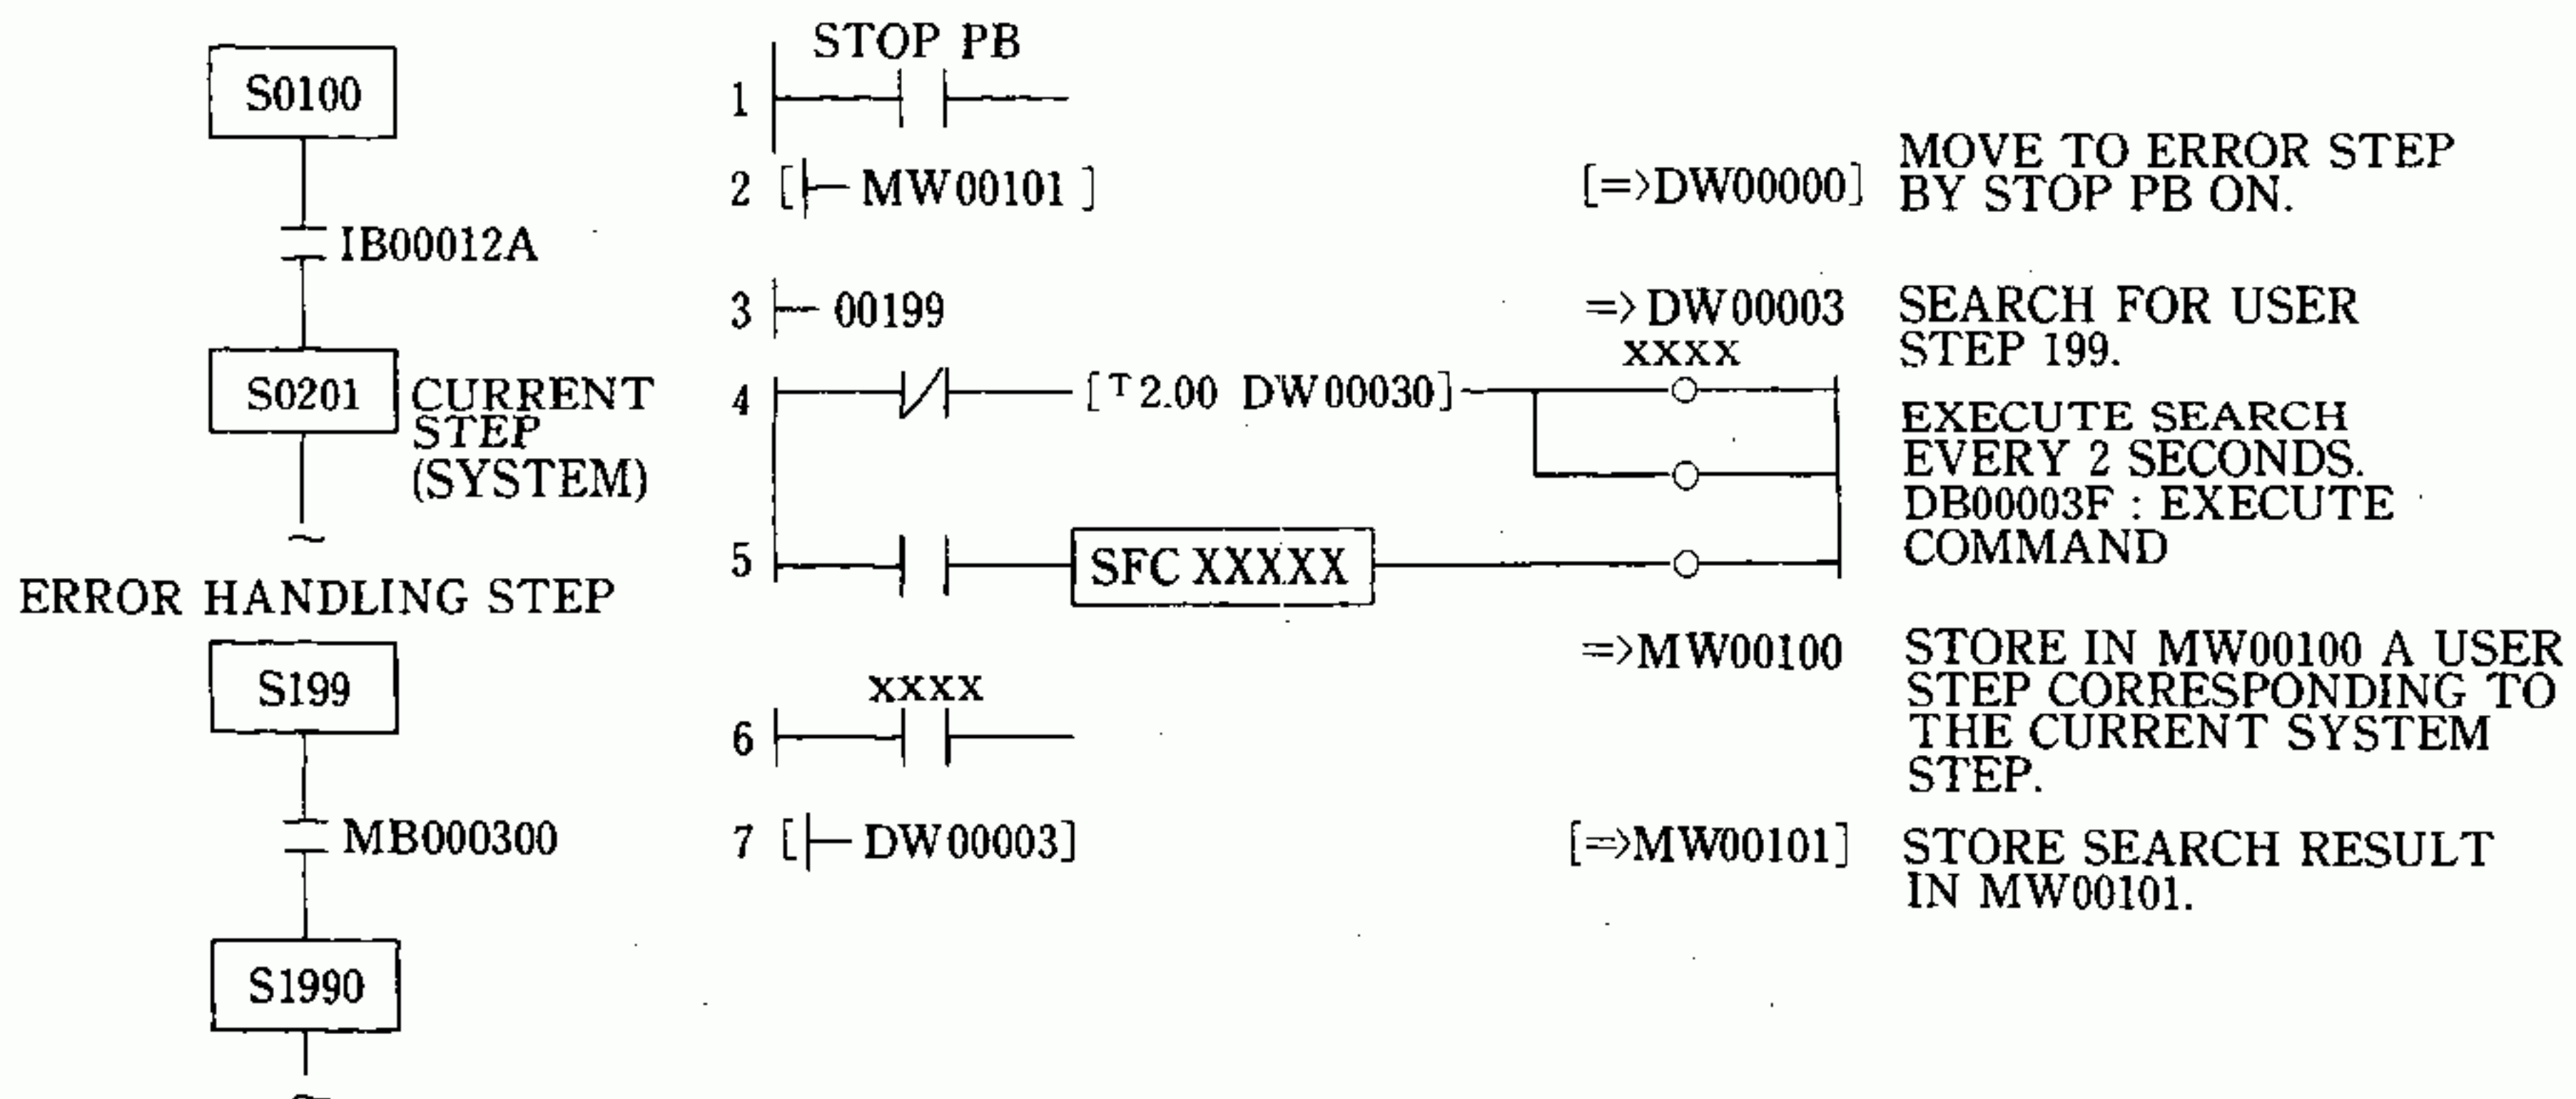 S0100
IB00012A
S0201
CURRENT
STEP
(SYSTEM)
ERROR HANDLING STEP
S199
MB000300
S1990
STOP PB
1
2 [├─ MW00101 ] [=>DW00000]
MOVE TO ERROR STEP
BY STOP PB ON.
3 ├─ 00199 => DW00003
SEARCH FOR USER
STEP 199.
XXXX
4 [T 2.00 DW00030]
EXECUTE SEARCH
EVERY 2 SECONDS.
DB00003F : EXECUTE
COMMAND
5 SFC XXXXX
=>MW00100
STORE IN MW00100 A USER
STEP CORRESPONDING TO
THE CURRENT SYSTEM
STEP.
XXXX
6
7 [├─ DW00003] [=>MW00101]
STORE SEARCH RESULT
IN MW00101.